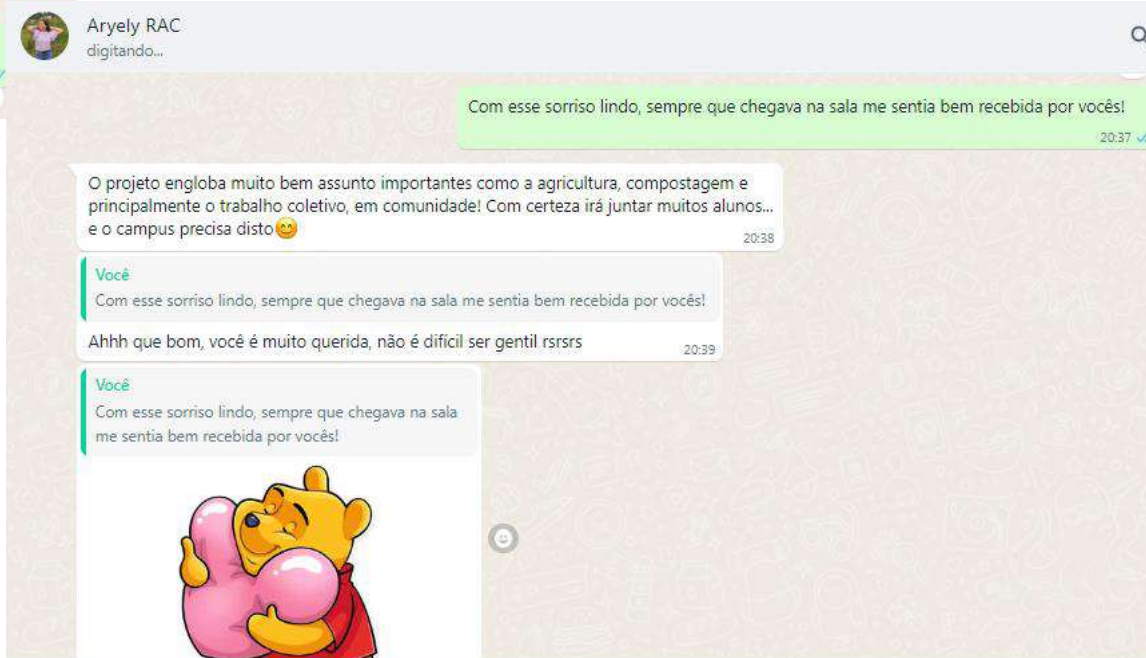 Aryely RAC
digitando...
Com esse sorriso lindo, sempre que chegava na sala me sentia bem recebida por vocês!
20:37
O projeto engloba muito bem assunto importantes como a agricultura, compostagem e
principalmente o trabalho coletivo, em comunidade! Com certeza irá juntar muitos alunos...
e o campus precisa disto😊
20:38
Você
Com esse sorriso lindo, sempre que chegava na sala me sentia bem recebida por vocês!
Ahhh que bom, você é muito querida, não é difícil ser gentil rsrsrs
20:39
Você
Com esse sorriso lindo, sempre que chegava na sala
me sentia bem recebida por vocês!